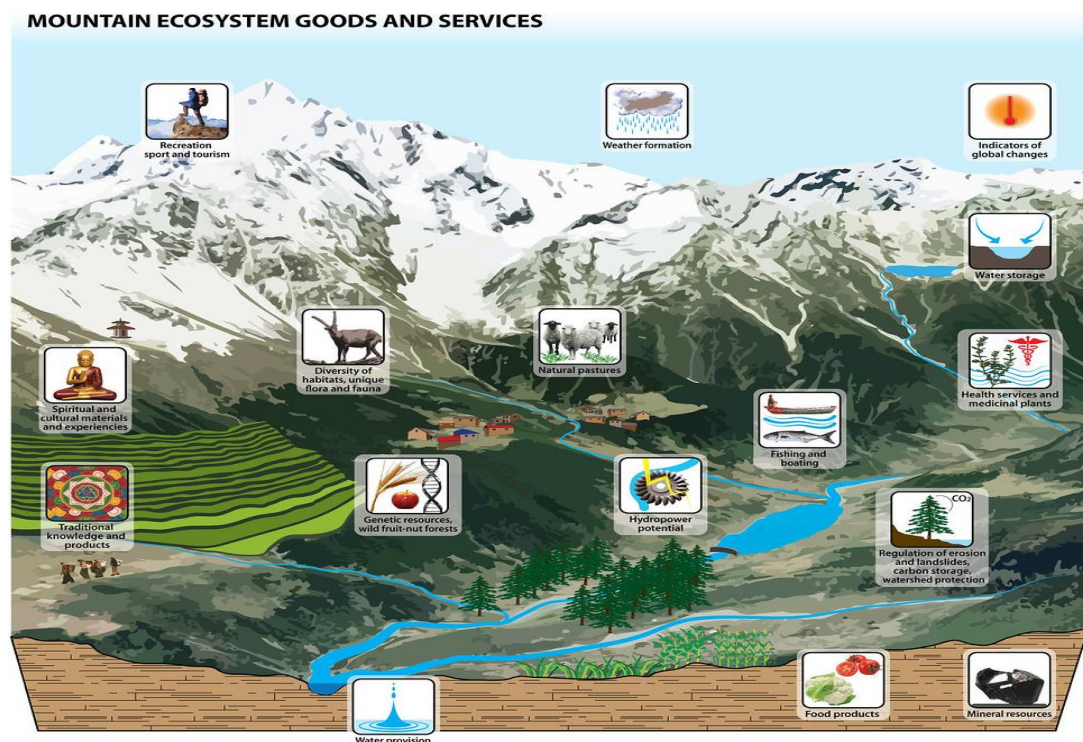 MOUNTAIN ECOSYSTEM GOODS AND SERVICES
Recreation
sport and tourism
Weather formation
Indicators of
global changes
Water storage
Diversity of
habitats, unique
flora and fauna
Natural pastures
Spiritual and
cultural materials
and experiencies
Health services and
medicinal plants
Fishing and
boating
Traditional
knowledge and
products
Genetic resources,
wild fruit-nut forests
Hydropower
potential
CO2
Regulation of erosion
and landslides,
carbon storage,
watershed protection
Food products
Mineral resources
Water provision